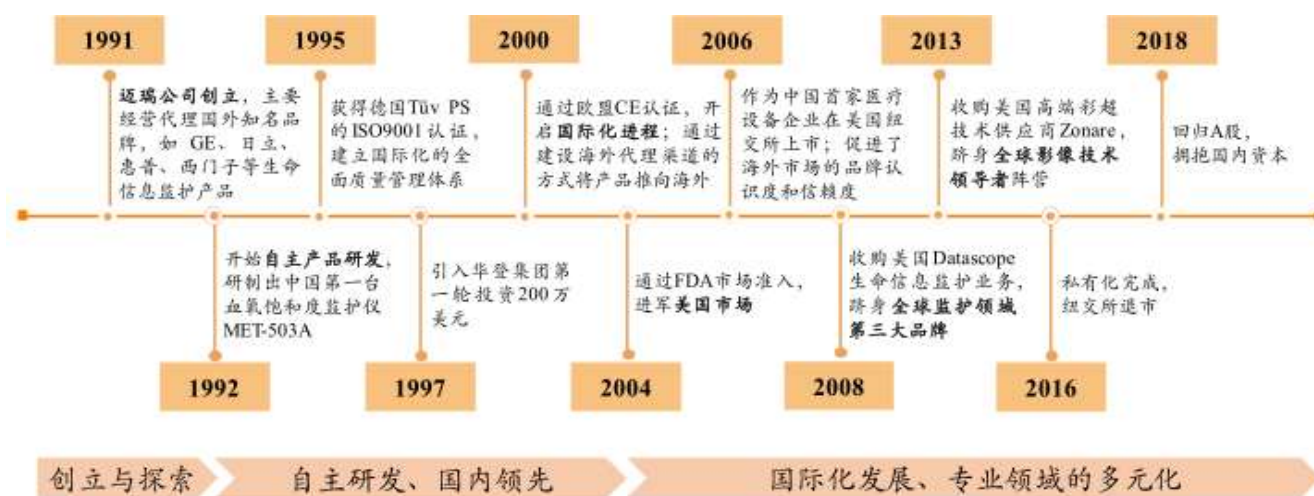 1991
1995
2000
2006
2013
2018
迈瑞公司创立，主要
经营代理国外知名品
牌，如 GE、日立、
惠普、西门子等生命
信息监护产品
获得德国Tüv PS
的ISO9001认证，
建立国际化的全
面质量管理体系
通过欧盟CE认证，开
启国际化进程；通过
建设海外代理渠道的
方式将产品推向海外
作为中国首家医疗
设备企业在美国纽
交所上市；促进了
海外市场的品牌认
识度和信赖度
收购美国高端彩超
技术供应商Zonare，
跻身全球影像技术
领导者阵营
回归A股，
拥抱国内资本
开始自主产品研发，
研制出中国第一台
血氧饱和度监护仪
MET-503A
引入华登集团第
一轮投资200万
美元
通过FDA市场准入，
进军美国市场
收购美国Datascope
生命信息监护业务，
跻身全球监护领域
第三大品牌
私有化完成，
纽交所退市
1992
1997
2004
2008
2016
创立与探索
自主研发、国内领先
国际化发展、专业领域的多元化